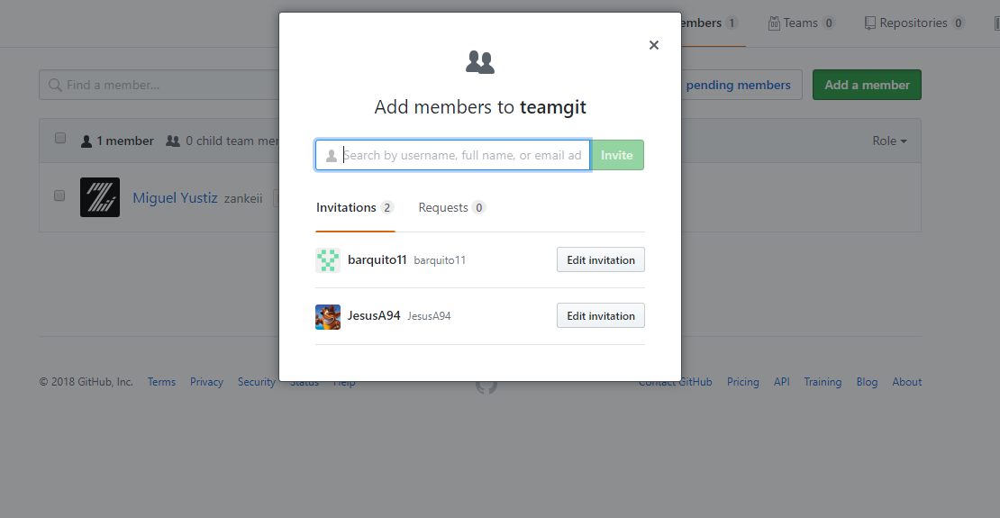 embers 1 Teams 0 Repositories 0
Find a member...
pending members Add a member
Add members to teamgit
1 member 0 child team mem Role
Search by username, full name, or email ad Invite
Miguel Yustiz zankeii
Invitations 2 Requests 0
barquito11 barquito11 Edit invitation
JesusA94 JesusA94 Edit invitation
© 2018 GitHub, Inc. Terms Privacy Security Status Help Contact GitHub Pricing API Training Blog About